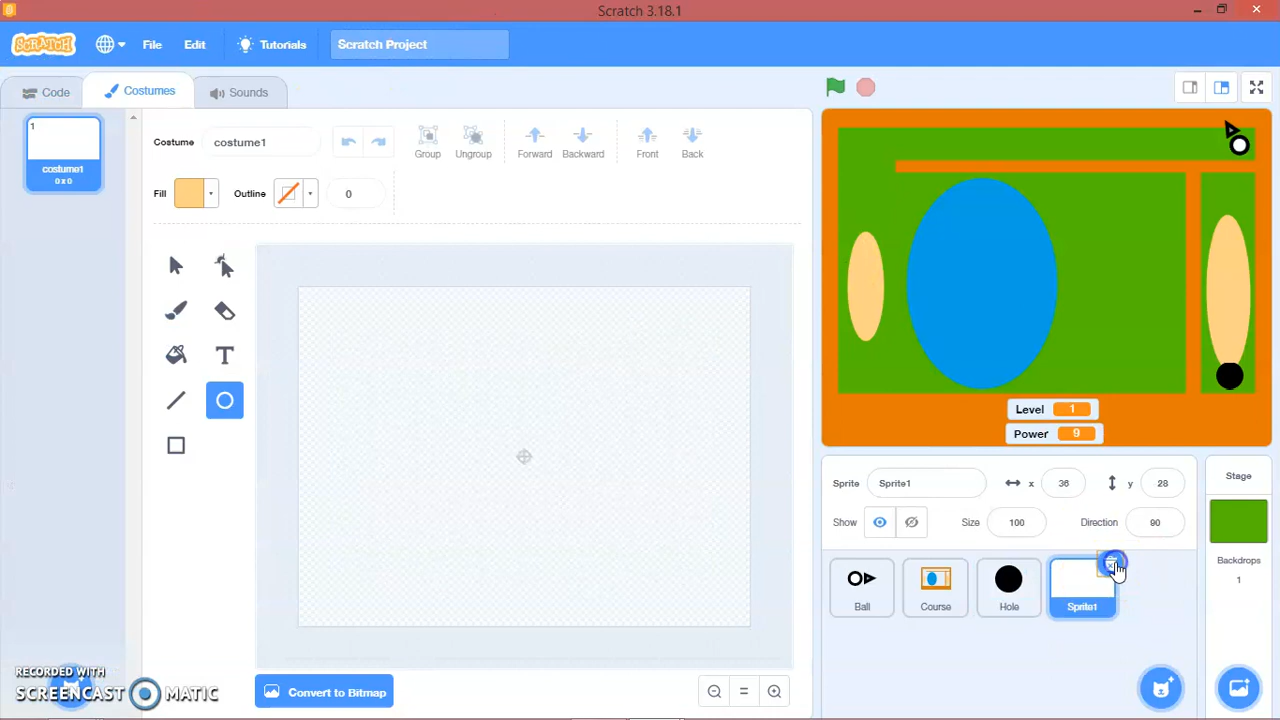 Scratch 3.18.1
SCRATCH
File
Edit
Tutorials
Scratch Project
Code
Costumes
Sounds
1
costume1
0 x 0
Costume
costume1
Group
Ungroup
Forward
Backward
Front
Back
Fill
Outline
0
Level 1
Power 9
Sprite
Sprite1
x
36
y
28
Show
Size
100
Direction
90
Ball
Course
Hole
Sprite1
Stage
Backdrops
1
Convert to Bitmap
RECORDED WITH
SCREENCAST MATIC